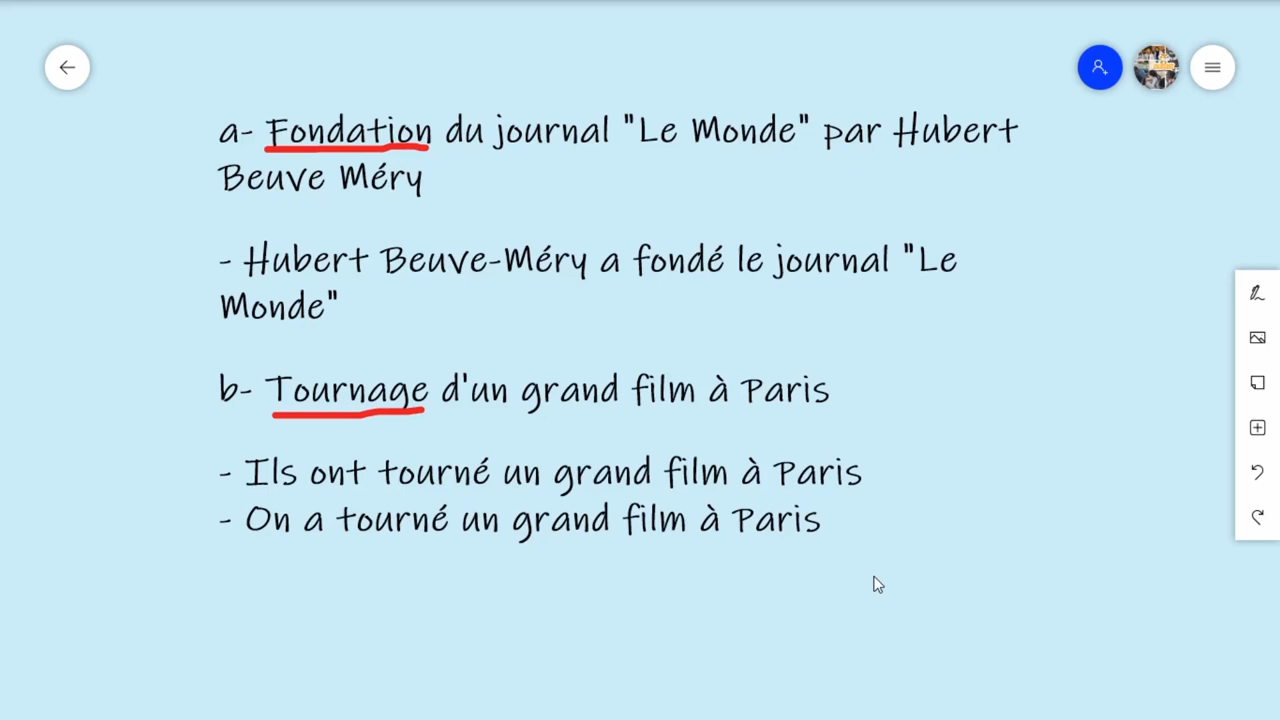 a- Fondation du journal "Le Monde" par Hubert
Beuve Méry
- Hubert Beuve-Méry a fondé le journal "Le
Monde"
b- Tournage d'un grand film à Paris
- Ils ont tourné un grand film à Paris
- On a tourné un grand film à Paris